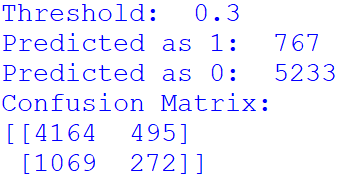 Threshold:  0.3
Predicted as 1:  767
Predicted as 0:  5233
Confusion Matrix:
[[4164  495]
 [1069  272]]